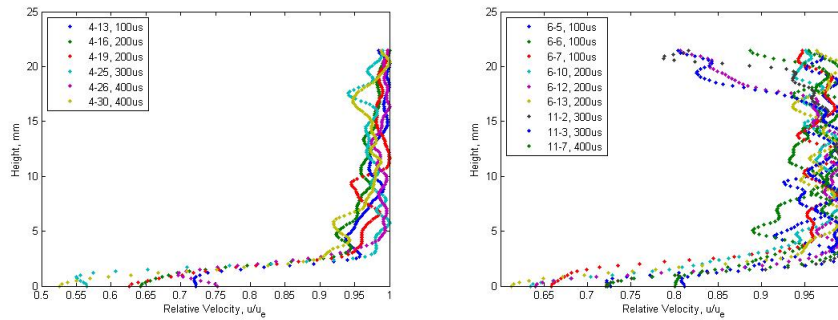 25
20
15
10
5
0
Height, mm
4-13, 100us
4-16, 200us
4-19, 200us
4-25, 300us
4-26, 400us
4-30, 400us
0.5 0.55 0.6 0.65 0.7 0.75 0.8 0.85 0.9 0.95 1
Relative Velocity, u/ue
25
20
15
10
5
0
Height, mm
6-5, 100us
6-6, 100us
6-7, 100us
6-10, 200us
6-12, 200us
6-13, 200us
11-2, 300us
11-3, 300us
11-7, 400us
0.65 0.7 0.75 0.8 0.85 0.9 0.95
Relative Velocity, u/ue